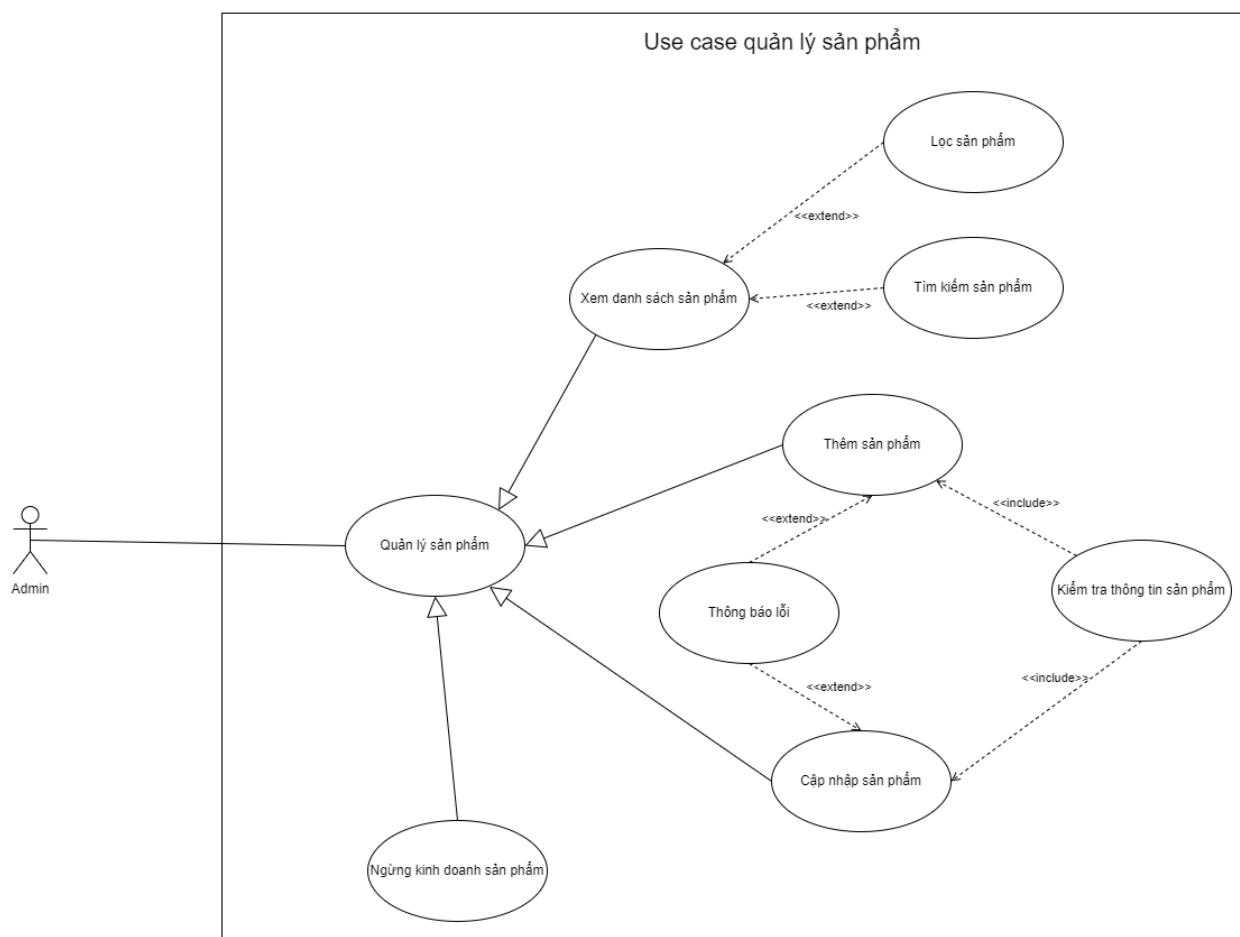 Use case quản lý sản phẩm
Lọc sản phẩm
<<extend>>
Xem danh sách sản phẩm
Tìm kiếm sản phẩm
<<extend>>
Thêm sản phẩm
<<include>>
<<extend>>
Quản lý sản phẩm
Admin
Kiểm tra thông tin sản phẩm
Thông báo lỗi
<<include>>
<<extend>>
Cập nhập sản phẩm
Ngừng kinh doanh sản phẩm